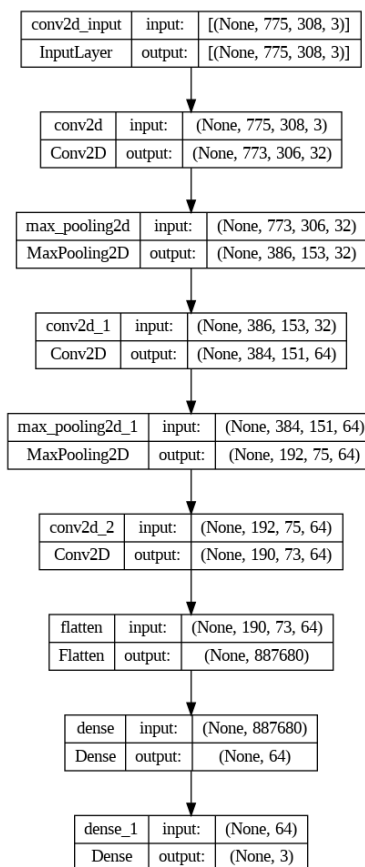 conv2d_input input: [(None, 775, 308, 3)]
InputLayer output: [(None, 775, 308, 3)]
conv2d input: (None, 775, 308, 3)
Conv2D output: (None, 773, 306, 32)
max_pooling2d input: (None, 773, 306, 32)
MaxPooling2D output: (None, 386, 153, 32)
conv2d_1 input: (None, 386, 153, 32)
Conv2D output: (None, 384, 151, 64)
max_pooling2d_1 input: (None, 384, 151, 64)
MaxPooling2D output: (None, 192, 75, 64)
conv2d_2 input: (None, 192, 75, 64)
Conv2D output: (None, 190, 73, 64)
flatten input: (None, 190, 73, 64)
Flatten output: (None, 887680)
dense input: (None, 887680)
Dense output: (None, 64)
dense_1 input: (None, 64)
Dense output: (None, 3)